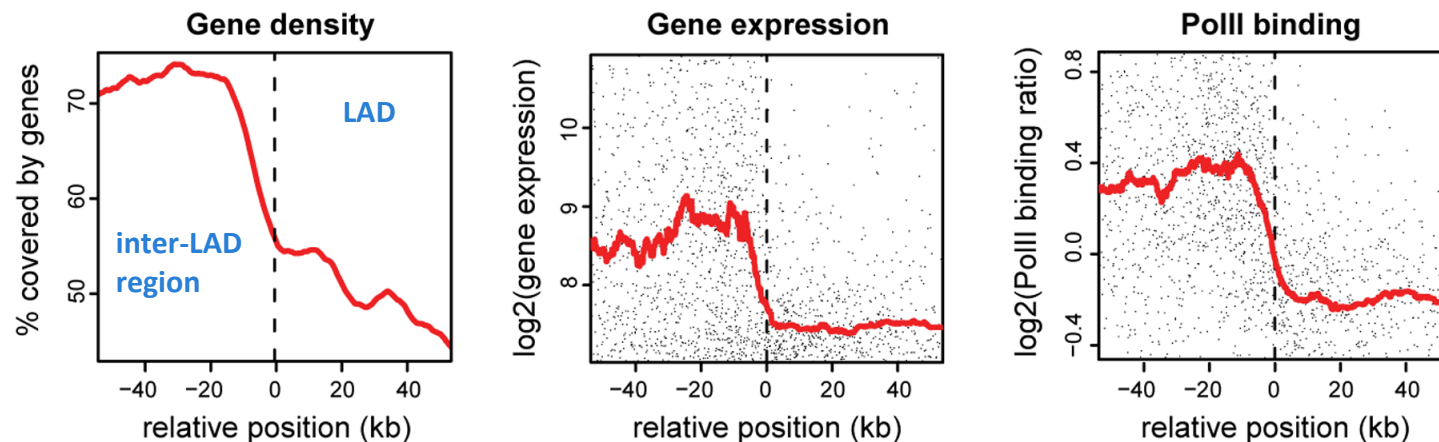 Gene density
% covered by genes
70
60
50
LAD
inter-LAD
region
−40
−20
0
20
40
relative position (kb)
Gene expression
log2(gene expression)
10
9
8
−40
−20
0
20
40
relative position (kb)
PolII binding
log2(PolII binding ratio)
0.8
0.4
0.0
−0.4
−40
−20
0
20
40
relative position (kb)